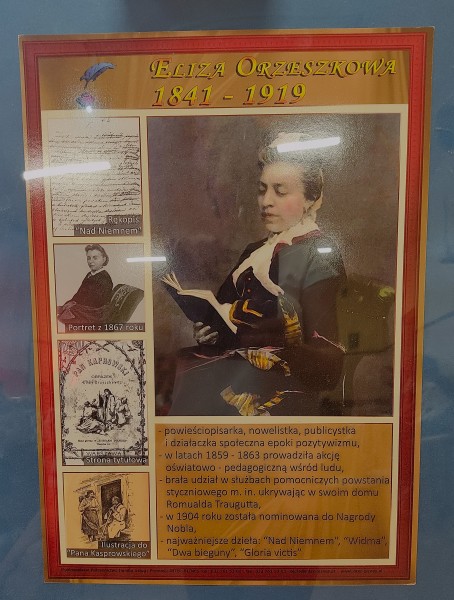 ELIZA ORZESZKOWA
1841 - 1919
Rękopis
"Nad Niemnem"
Portret z 1867 roku
PAN KAPROWSKI
Strona tytułowa
Ilustracja do
"Pana Kasprowskiego"
- powieściopisarka, nowelistka, publicystka
i działaczka społeczna epoki pozytywizmu,
- w latach 1859 - 1863 prowadziła akcję
oświatowo - pedagogiczną wśród ludu,
- brała udział w służbach pomocniczych powstania
styczniowego m. in. ukrywając w swoim domu
Romualda Traugutta,
- w 1904 roku została nominowana do Nagrody
Nobla,
- najważniejsze dzieła: "Nad Niemnem", "Widma",
"Dwa bieguny", "Gloria victis"